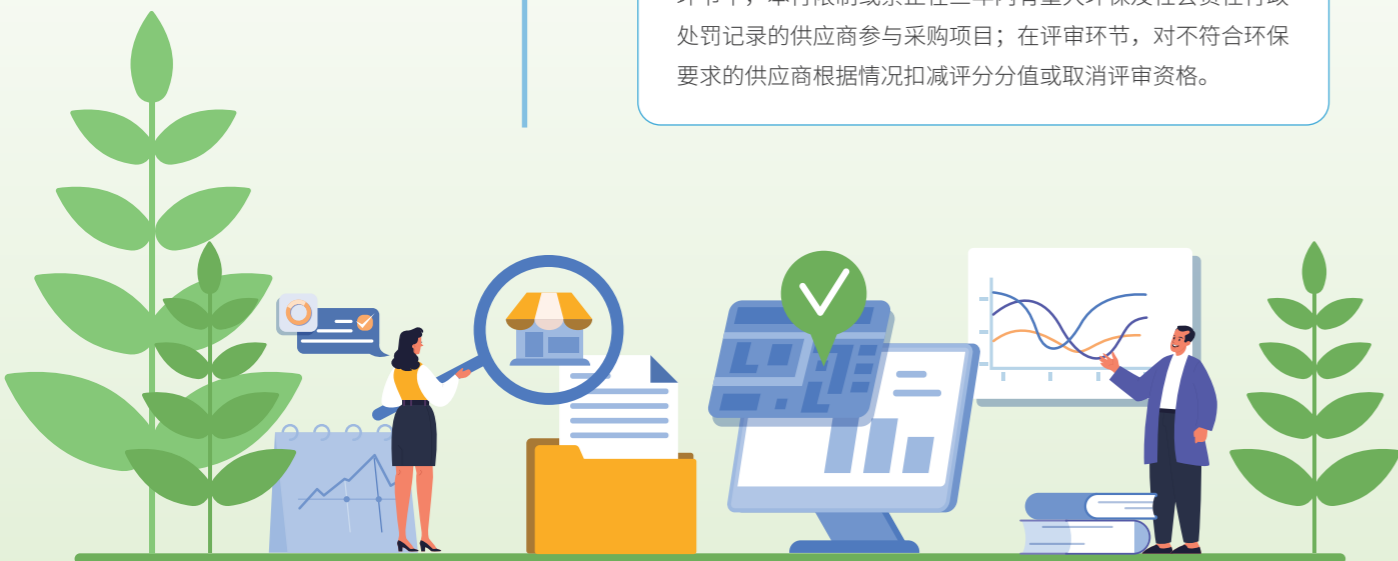 处罚记录的供应商参与采购项目；在评审环节，对不符合环保
要求的供应商根据情况扣减评分分值或取消评审资格。